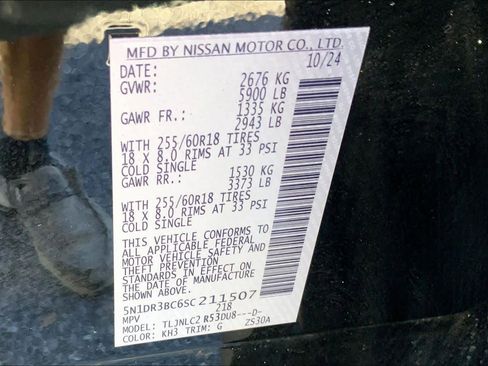 MFD BY NISSAN MOTOR CO., LTD.
DATE: 10/24
GVWR: 2676 KG
5900 LB
GAWR FR.: 1335 KG
2943 LB
WITH 255/60R18 TIRES
18 X 8.0 RIMS AT 33 PSI
COLD SINGLE
GAWR RR.: 1530 KG
3373 LB
WITH 255/60R18 TIRES
18 X 8.0 RIMS AT 33 PSI
COLD SINGLE
THIS VEHICLE CONFORMS TO
ALL APPLICABLE FEDERAL
MOTOR VEHICLE SAFETY AND
THEFT PREVENTION
STANDARDS IN EFFECT ON
THE DATE OF MANUFACTURE
SHOWN ABOVE.
5N1DR3BC6SC211507
MPV 218
MODEL: TLJNLC2 R53DU8---D-
COLOR: KH3 TRIM: G ZS30A